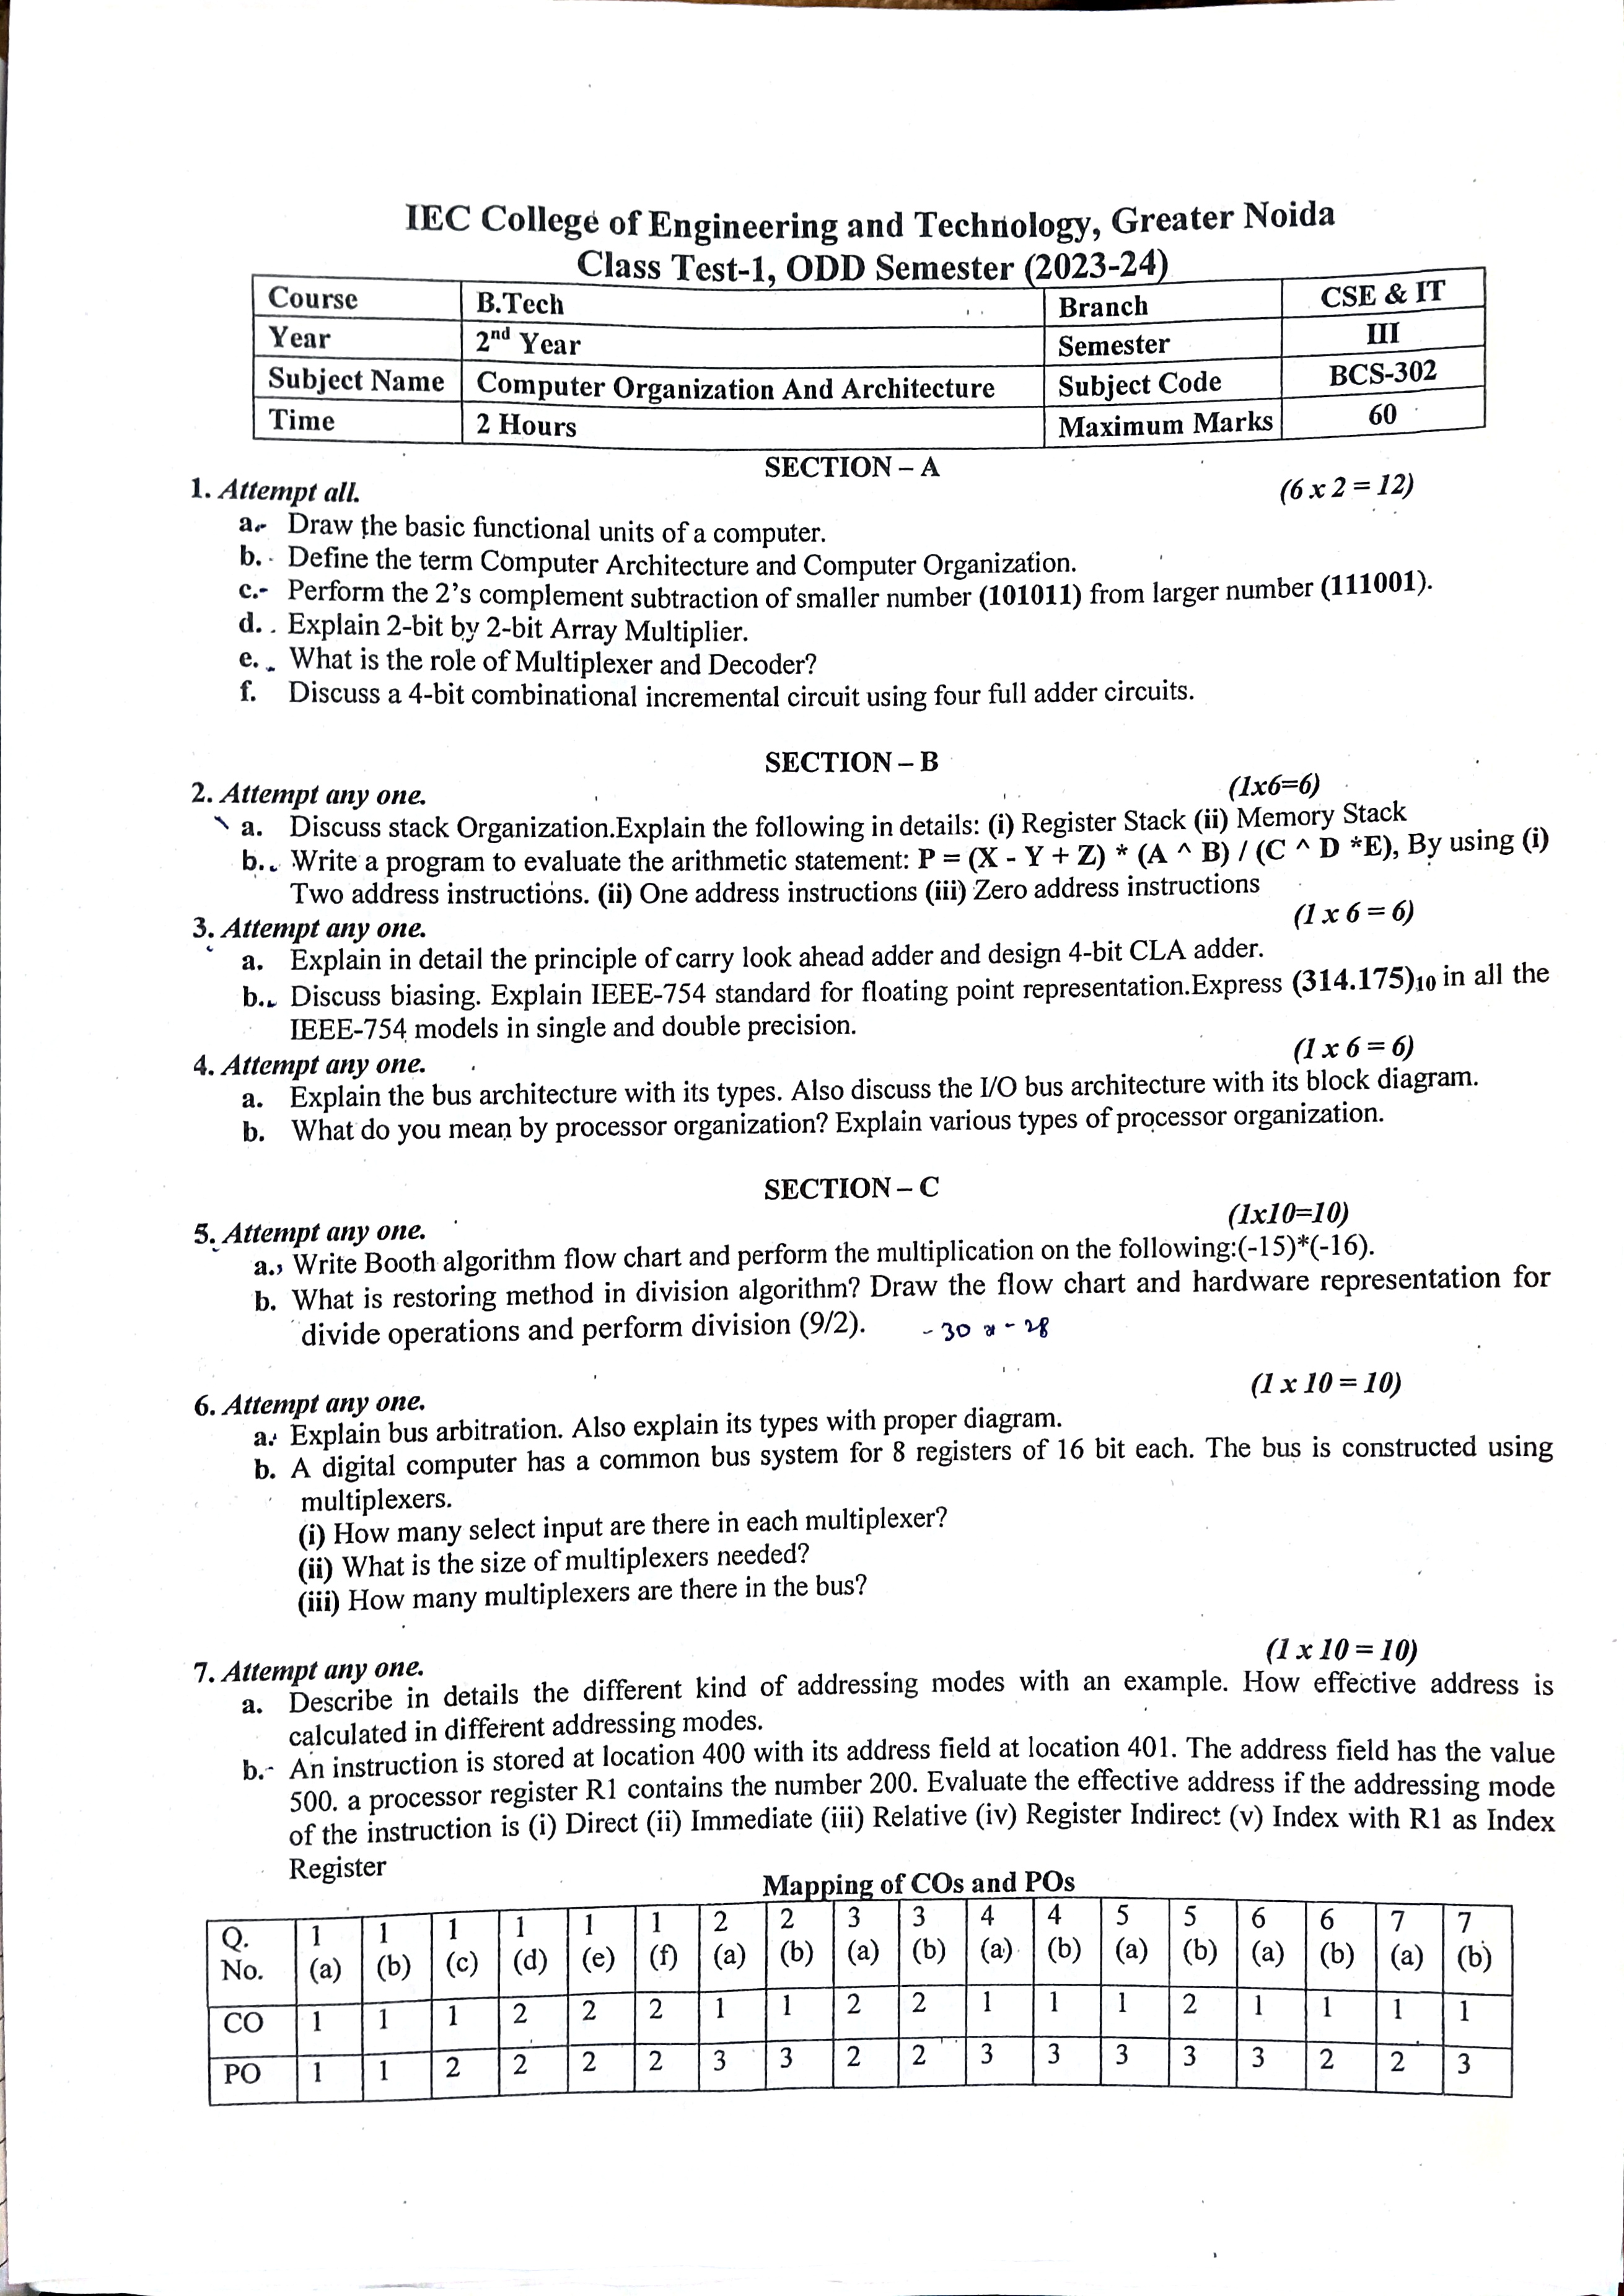 IEC College of Engineering and Technology, Greater Noida
Class Test-1, ODD Semester (2023-24)
Course B.Tech Branch CSE & IT
Year 2nd Year Semester III
Subject Name Computer Organization And Architecture Subject Code BCS-302
Time 2 Hours Maximum Marks 60
SECTION – A
1. Attempt all. (6 x 2 = 12)
a. Draw the basic functional units of a computer.
b. Define the term Computer Architecture and Computer Organization.
c. Perform the 2's complement subtraction of smaller number (101011) from larger number (111001).
d. Explain 2-bit by 2-bit Array Multiplier.
e. What is the role of Multiplexer and Decoder?
f. Discuss a 4-bit combinational incremental circuit using four full adder circuits.
SECTION – B
2. Attempt any one. (1x6=6)
a. Discuss stack Organization.Explain the following in details: (i) Register Stack (ii) Memory Stack
b. Write a program to evaluate the arithmetic statement: P = (X - Y + Z) * (A ^ B) / (C ^ D *E), By using (i)
Two address instructions. (ii) One address instructions (iii) Zero address instructions
3. Attempt any one. (1 x 6 = 6)
a. Explain in detail the principle of carry look ahead adder and design 4-bit CLA adder.
b. Discuss biasing. Explain IEEE-754 standard for floating point representation.Express (314.175)10 in all the
IEEE-754 models in single and double precision.
4. Attempt any one. (1 x 6 = 6)
a. Explain the bus architecture with its types. Also discuss the I/O bus architecture with its block diagram.
b. What do you mean by processor organization? Explain various types of processor organization.
SECTION – C
5. Attempt any one. (1x10=10)
a. Write Booth algorithm flow chart and perform the multiplication on the following:(-15)*(-16).
b. What is restoring method in division algorithm? Draw the flow chart and hardware representation for
divide operations and perform division (9/2). - 30 x - 28
6. Attempt any one. (1 x 10 = 10)
a. Explain bus arbitration. Also explain its types with proper diagram.
b. A digital computer has a common bus system for 8 registers of 16 bit each. The bus is constructed using
multiplexers.
(i) How many select input are there in each multiplexer?
(ii) What is the size of multiplexers needed?
(iii) How many multiplexers are there in the bus?
7. Attempt any one. (1 x 10 = 10)
a. Describe in details the different kind of addressing modes with an example. How effective address is
calculated in different addressing modes.
b. An instruction is stored at location 400 with its address field at location 401. The address field has the value
500. a processor register R1 contains the number 200. Evaluate the effective address if the addressing mode
of the instruction is (i) Direct (ii) Immediate (iii) Relative (iv) Register Indirect (v) Index with R1 as Index
Register
Mapping of COs and POs
Q. 1 1 1 1 1 1 2 2 3 3 4 4 5 5 6 6 7 7
No. (a) (b) (c) (d) (e) (f) (a) (b) (a) (b) (a) (b) (a) (b) (a) (b) (a) (b)
CO 1 1 1 2 2 2 1 1 2 2 1 1 1 2 1 1 1 1
PO 1 1 2 2 2 2 3 3 2 2 3 3 3 3 3 2 2 3